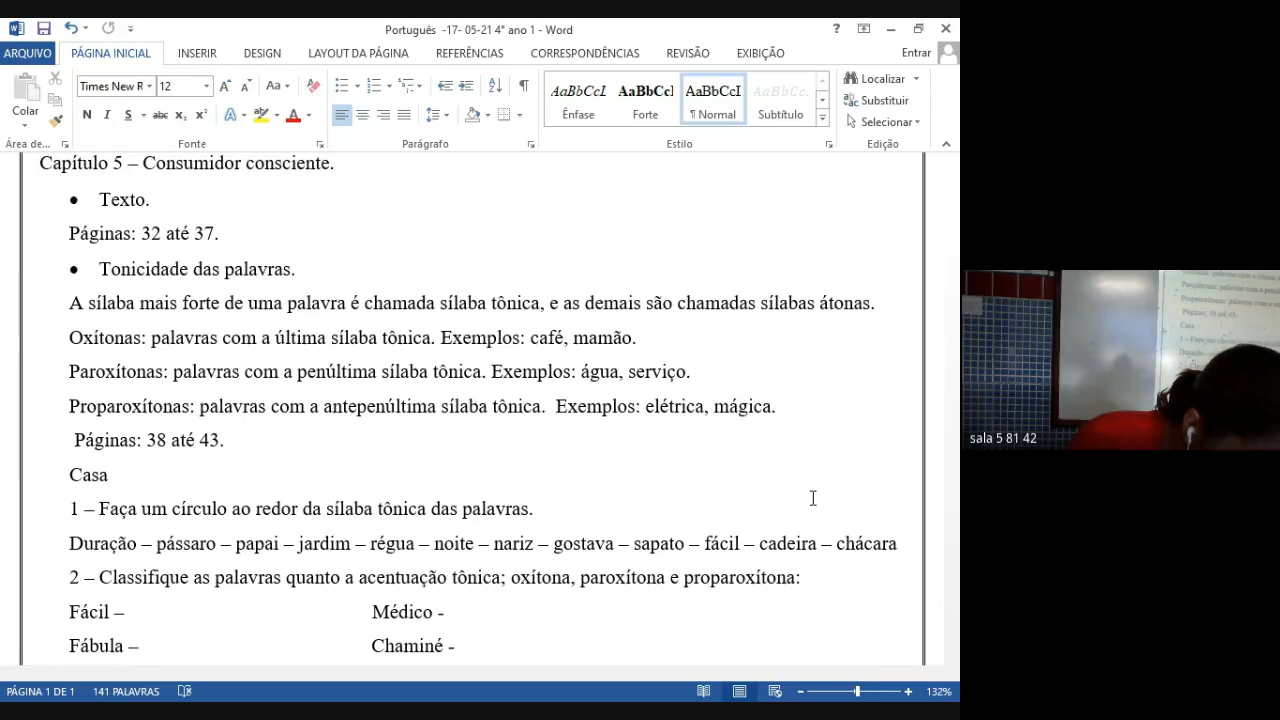 Português -17- 05-21 4° ano 1 - Word
ARQUIVO PÁGINA INICIAL INSERIR DESIGN LAYOUT DA PÁGINA REFERÊNCIAS CORRESPONDÊNCIAS REVISÃO EXIBIÇÃO Entrar
Times New R 12 Aa
Colar
N I S abc x₂ x² A A
AaBbCcL AaBbCcl AaBbCcI AaBbCc.
Ênfase Forte ¶ Normal Subtítulo
Localizar
Substituir
Selecionar
Área de... Fonte Parágrafo Estilo Edição
Capítulo 5 – Consumidor consciente.
• Texto.
Páginas: 32 até 37.
• Tonicidade das palavras.
A sílaba mais forte de uma palavra é chamada sílaba tônica, e as demais são chamadas sílabas átonas.
Oxítonas: palavras com a última sílaba tônica. Exemplos: café, mamão.
Paroxítonas: palavras com a penúltima sílaba tônica. Exemplos: água, serviço.
Proparoxítonas: palavras com a antepenúltima sílaba tônica.  Exemplos: elétrica, mágica.
Páginas: 38 até 43.
Casa
1 – Faça um círculo ao redor da sílaba tônica das palavras.
Duração – pássaro – papai – jardim – régua – noite – nariz – gostava – sapato – fácil – cadeira – chácara
2 – Classifique as palavras quanto a acentuação tônica; oxítona, paroxítona e proparoxítona:
Fácil – Médico -
Fábula – Chaminé -
PÁGINA 1 DE 1 141 PALAVRAS 132%
sala 5 81 42